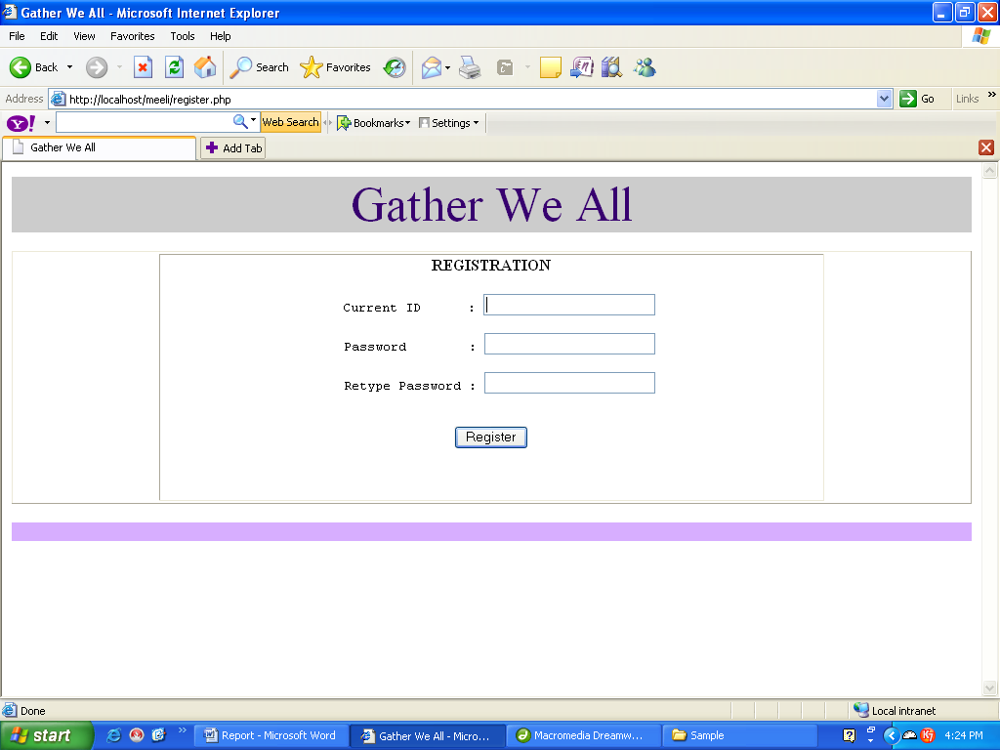 Gather We All - Microsoft Internet Explorer
File Edit View Favorites Tools Help
Back Search Favorites
Address http://localhost/meeli/register.php Go Links »
Y! Web Search Bookmarks Settings
Gather We All Add Tab
Gather We All
REGISTRATION
Current ID :
Password :
Retype Password :
Register
Done Local intranet
start » Report - Microsoft Word Gather We All - Micro... Macromedia Dreamw... Sample 4:24 PM